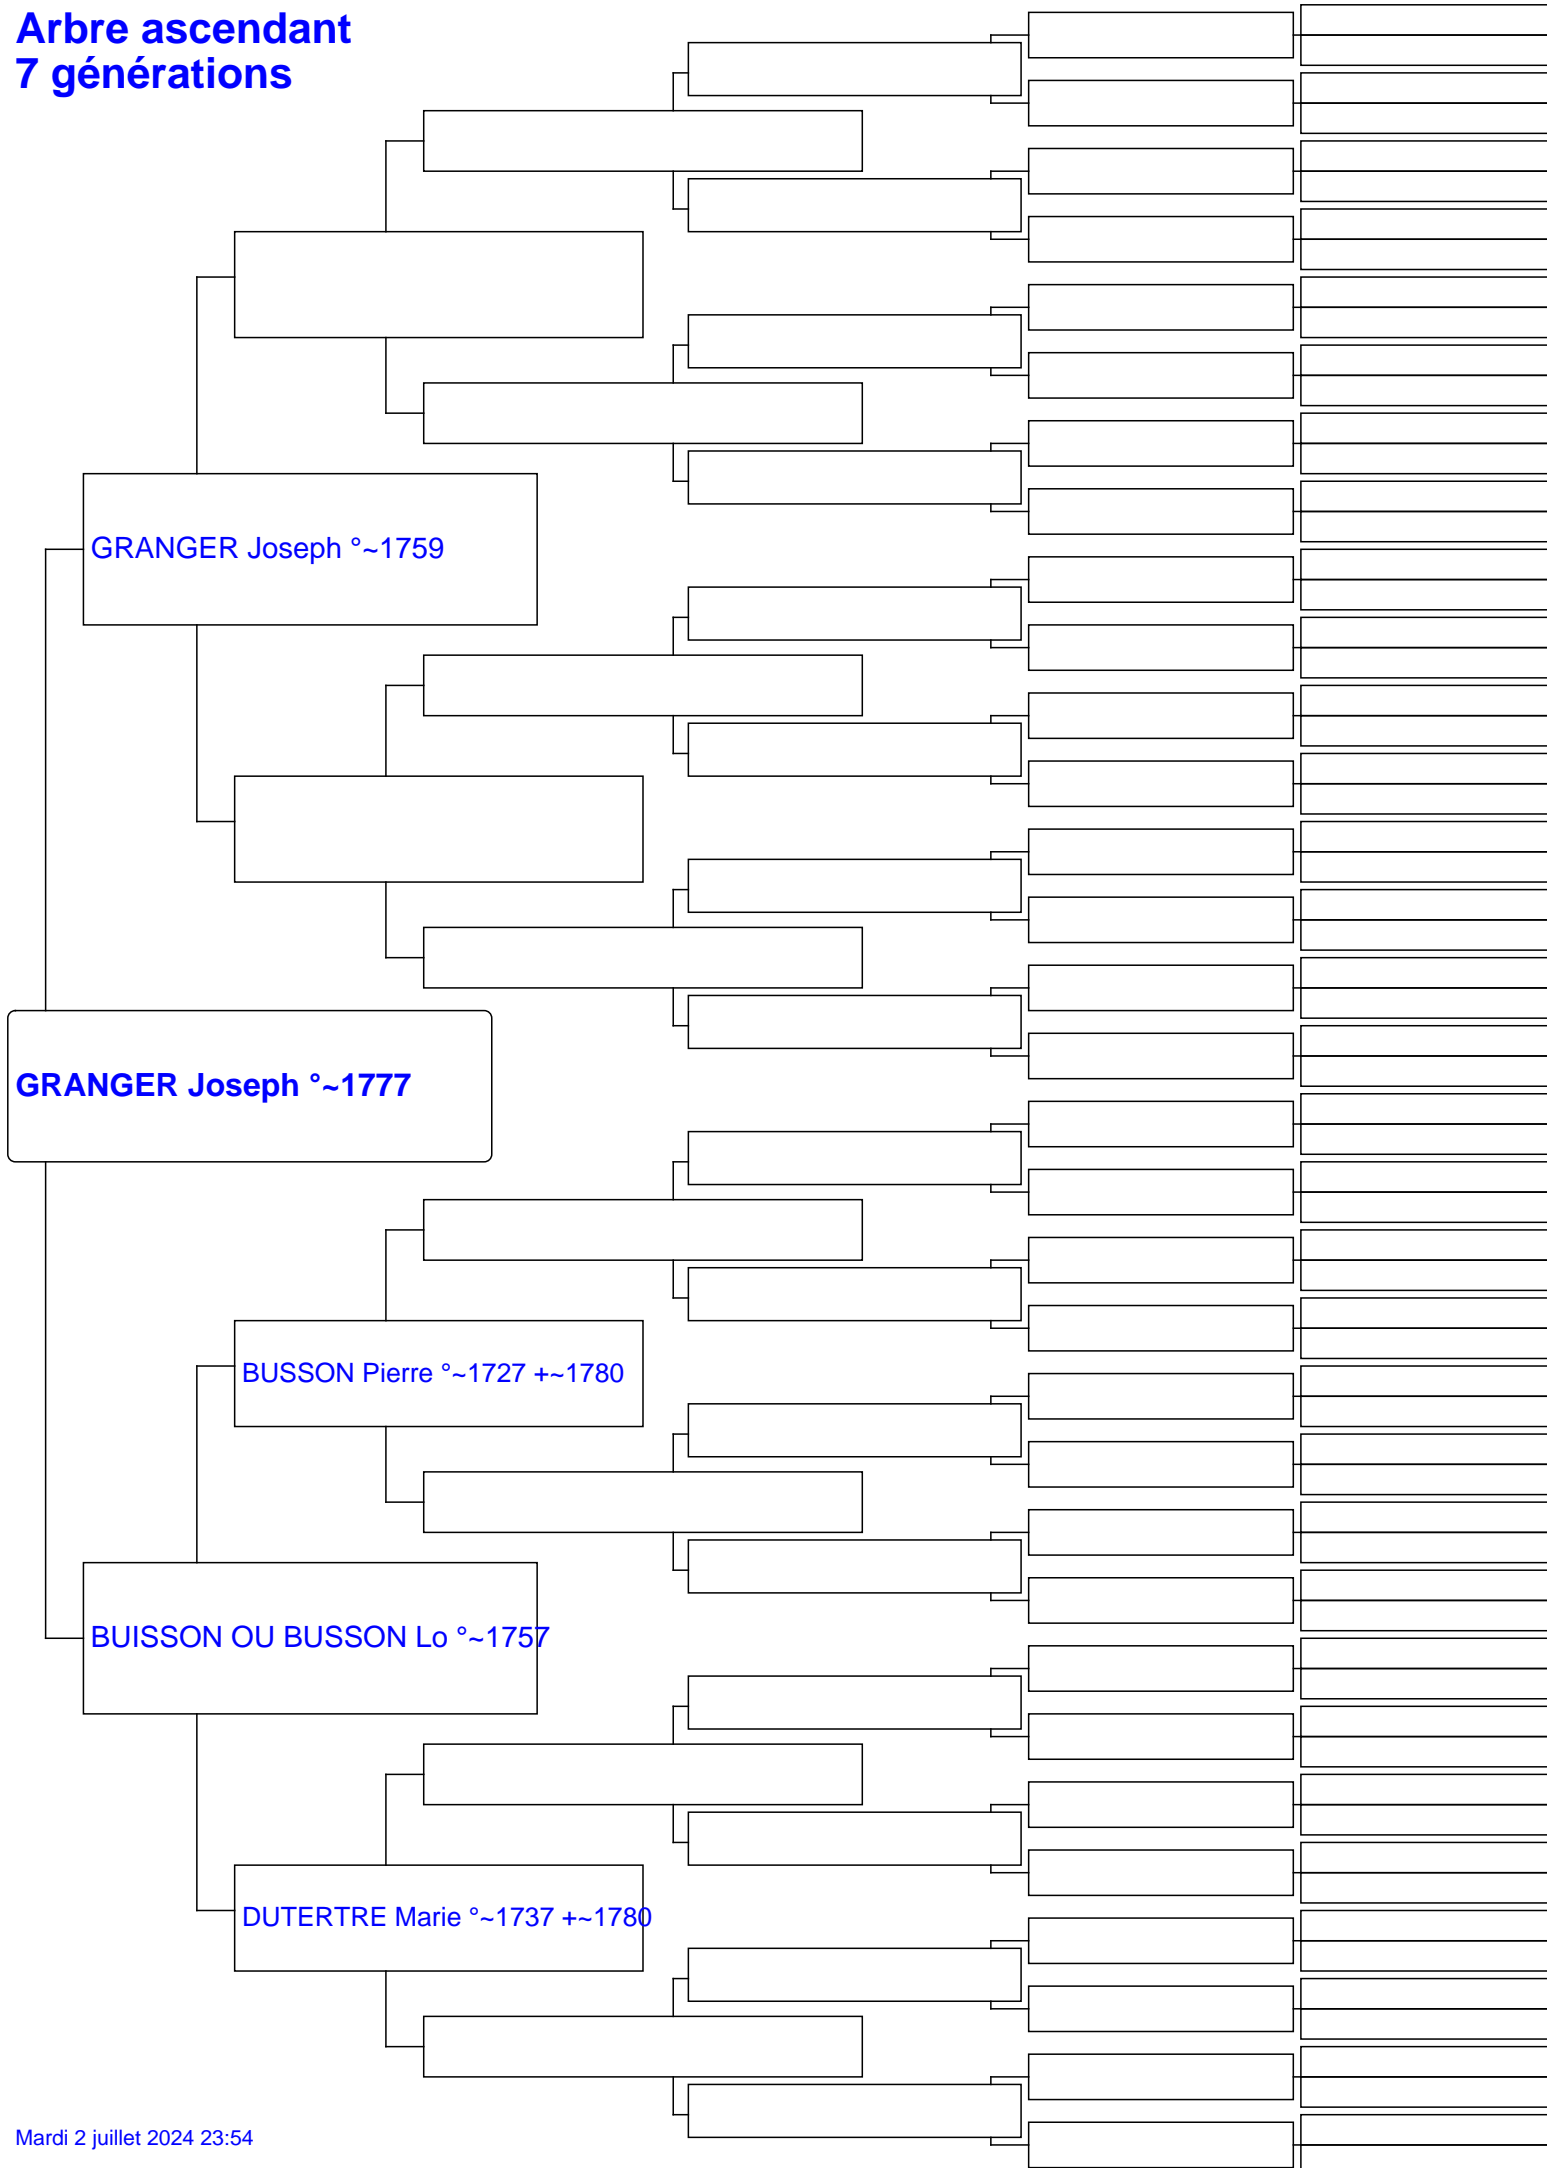 Arbre ascendant
7 générations
GRANGER Joseph °~1759
GRANGER Joseph °~1777
BUSSON Pierre °~1727 +~1780
BUISSON OU BUSSON Lo °~1757
DUTERTRE Marie °~1737 +~1780
Mardi 2 juillet 2024 23:54